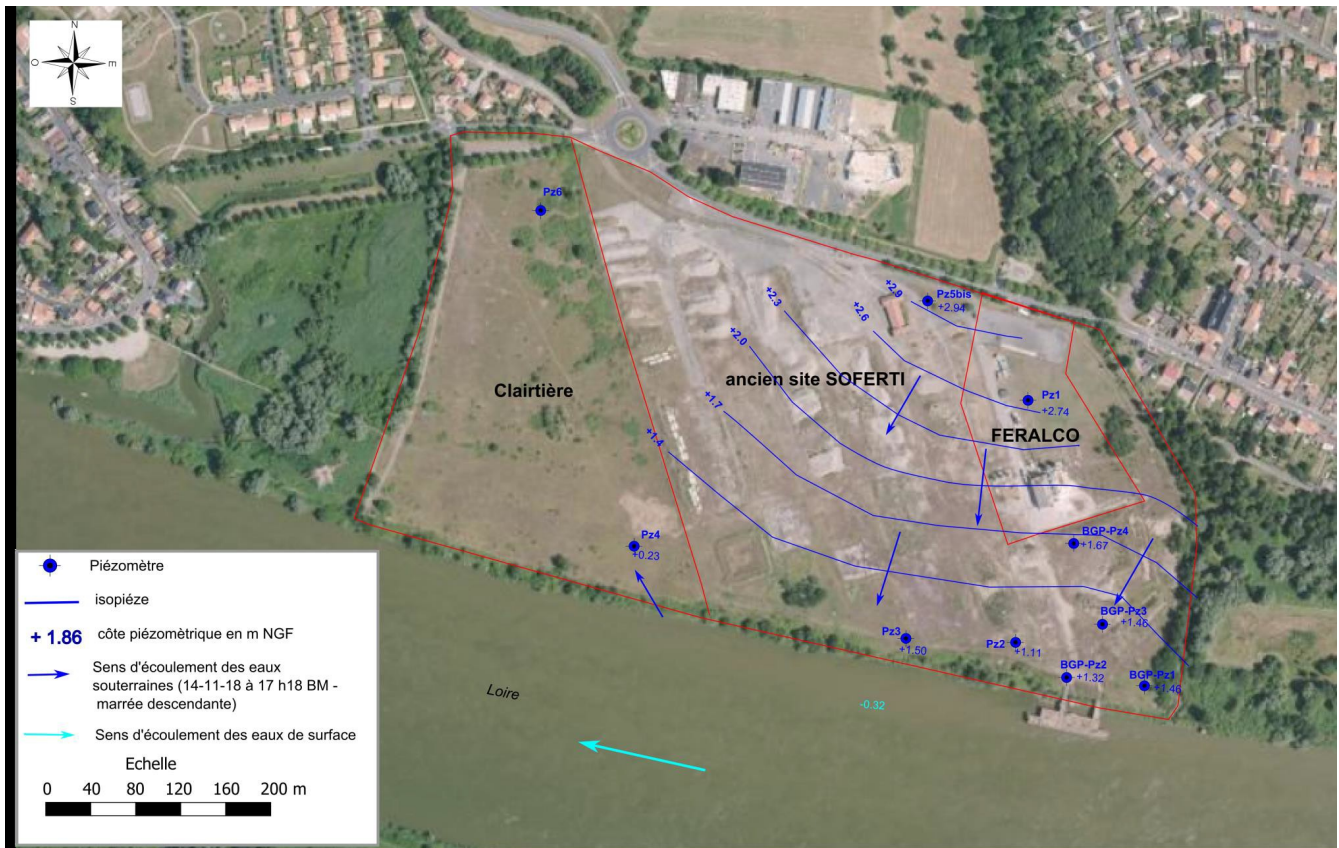 N
O
E
S
Pz6
Pz5bis
+2.94
+2.9
+2.6
+2.3
+2.0
+1.7
+1.4
ancien site SOFERTI
Clairtière
Pz1
+2.74
FERALCO
Pz4
+0.23
BGP-Pz4
+1.67
BGP-Pz3
+1.46
Pz3
+1.50
Pz2
+1.11
BGP-Pz2
+1.32
BGP-Pz1
+1.46
Loire
-0.32
Piézomètre
isopiéze
+ 1.86 côte piézomètrique en m NGF
Sens d'écoulement des eaux
souterraines (14-11-18 à 17 h18 BM -
marrée descendante)
Sens d'écoulement des eaux de surface
Echelle
0 40 80 120 160 200 m